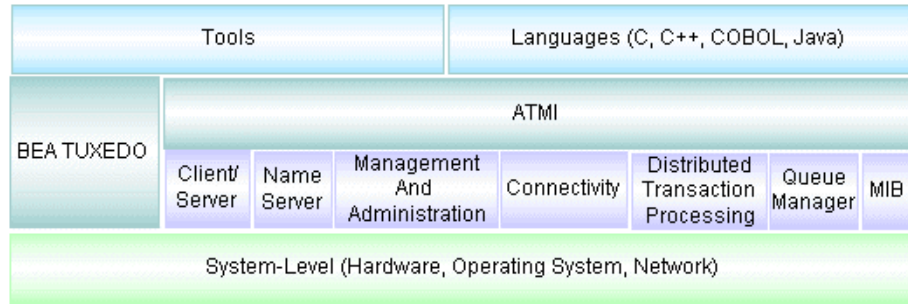 Tools
Languages (C, C++, COBOL, Java)
BEA TUXEDO
ATMI
Client/
Server
Name
Server
Management
And
Administration
Connectivity
Distributed
Transaction
Processing
Queue
Manager
MIB
System-Level (Hardware, Operating System, Network)